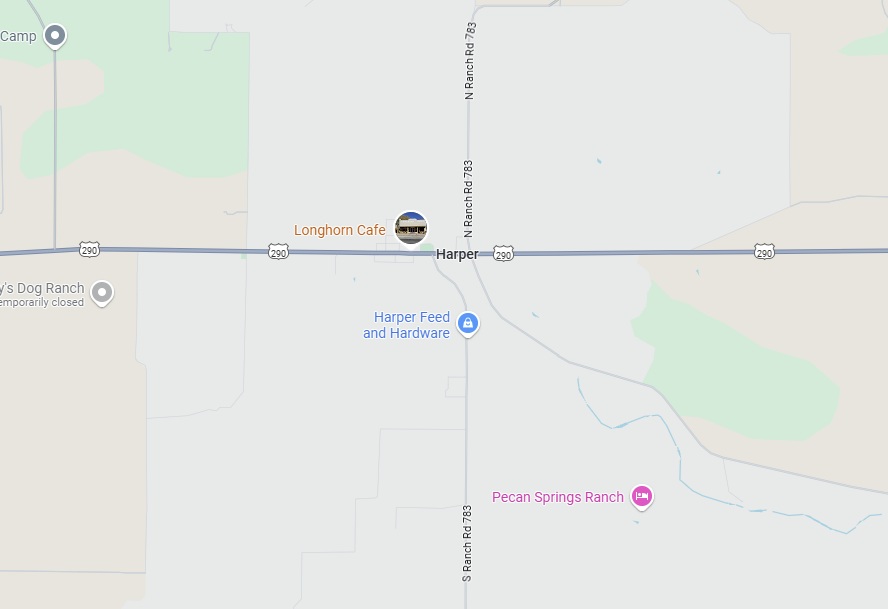 N Ranch Rd 783
Camp
N Ranch Rd 783
Longhorn Cafe
290
290
Harper
290
290
y's Dog Ranch
emporarily closed
Harper Feed
and Hardware
Pecan Springs Ranch
S Ranch Rd 783